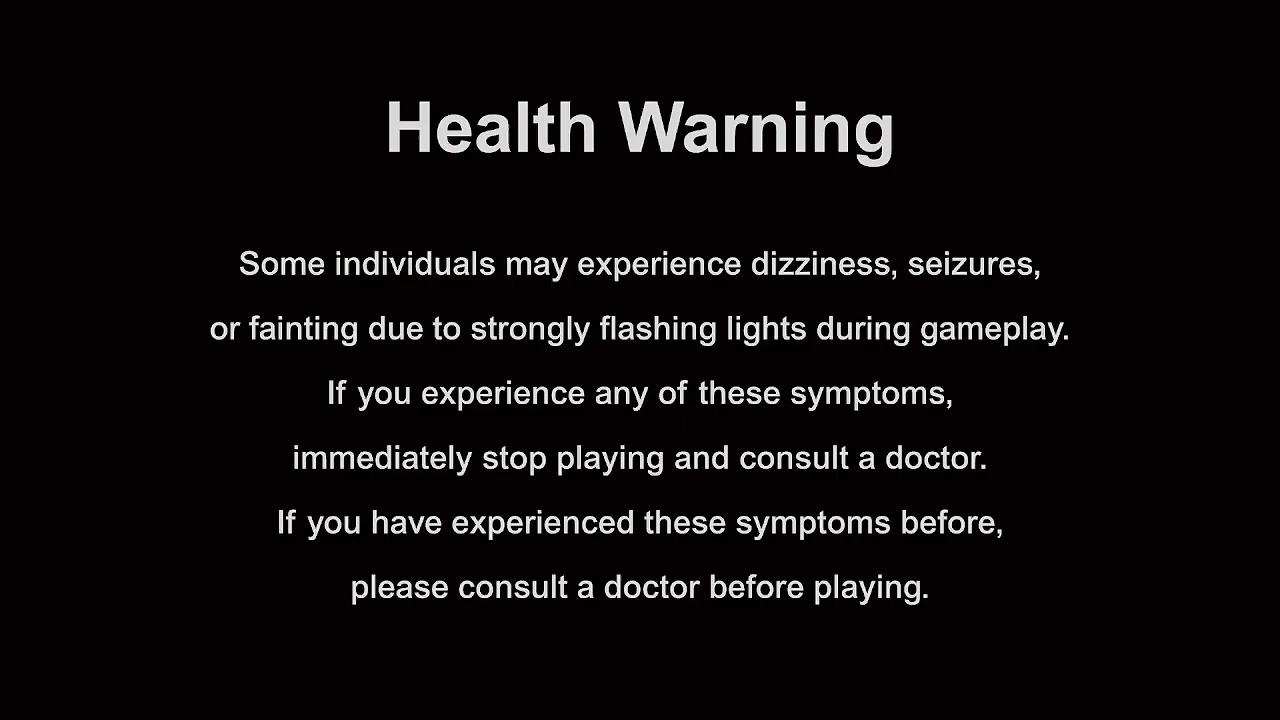 Health Warning
Some individuals may experience dizziness, seizures,
or fainting due to strongly flashing lights during gameplay.
If you experience any of these symptoms,
immediately stop playing and consult a doctor.
If you have experienced these symptoms before,
please consult a doctor before playing.